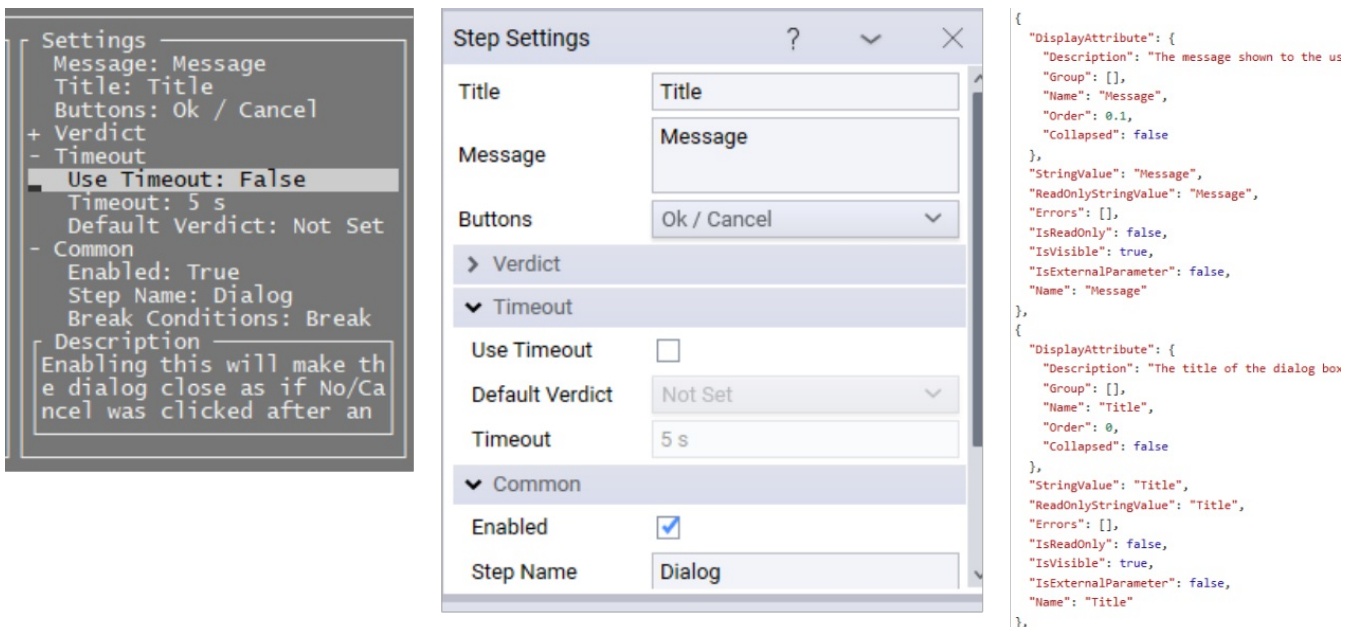 Settings
Message: Message
Title: Title
Buttons: Ok / Cancel
+ Verdict
- Timeout
Use Timeout: False
Timeout: 5 s
Default Verdict: Not Set
- Common
Enabled: True
Step Name: Dialog
Break Conditions: Break
Description
Enabling this will make th
e dialog close as if No/Ca
ncel was clicked after an
Step Settings ?
Title Title
Message Message
Buttons Ok / Cancel
Verdict
Timeout
Use Timeout
Default Verdict Not Set
Timeout 5 s
Common
Enabled
Step Name Dialog
{
"DisplayAttribute": {
"Description": "The message shown to the us
"Group": [],
"Name": "Message",
"Order": 0.1,
"Collapsed": false
},
"StringValue": "Message",
"ReadOnlyStringValue": "Message",
"Errors": [],
"IsReadOnly": false,
"IsVisible": true,
"IsExternalParameter": false,
"Name": "Message"
},
{
"DisplayAttribute": {
"Description": "The title of the dialog box
"Group": [],
"Name": "Title",
"Order": 0,
"Collapsed": false
},
"StringValue": "Title",
"ReadOnlyStringValue": "Title",
"Errors": [],
"IsReadOnly": false,
"IsVisible": true,
"IsExternalParameter": false,
"Name": "Title"
},